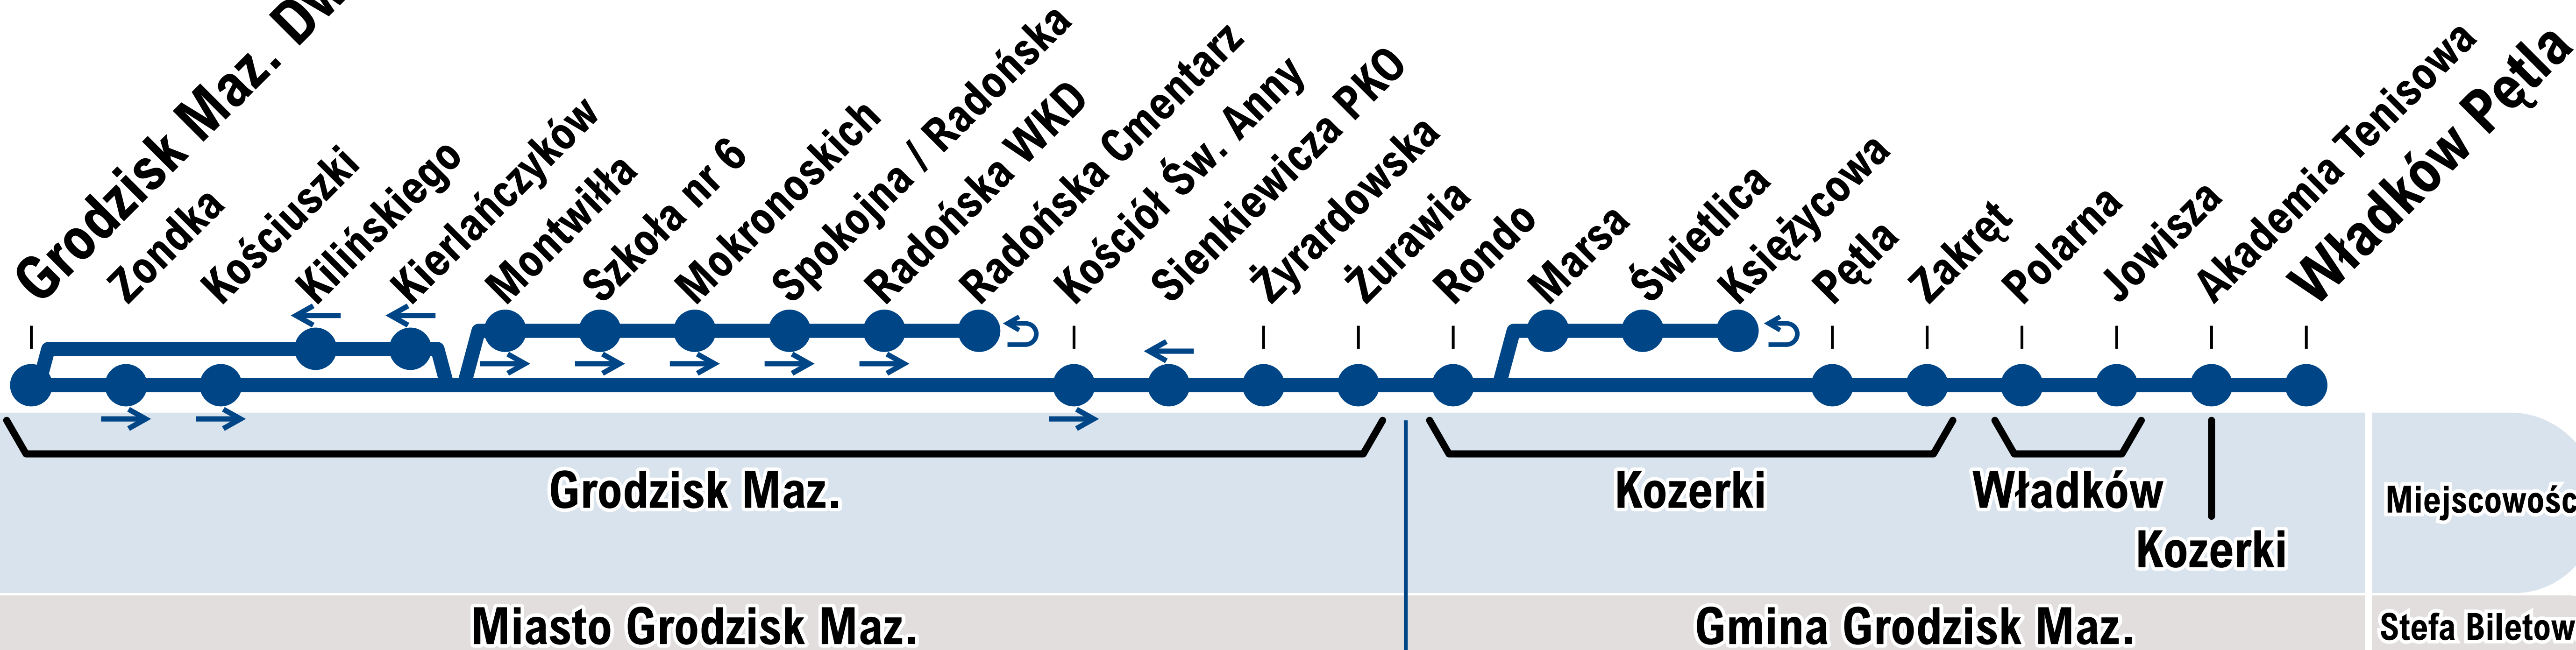 Grodzisk Maz.
Zondka
Kościuszki
Kilińskiego
Kierlańczyków
Montwiłła
Szkoła nr 6
Mokronoskich
Spokojna / Radońska
Radońska WKD
Radońska Cmentarz
Kościół Św. Anny
Sienkiewicza PKO
Żyrardowska
Żurawia
Rondo
Marsa
Świetlica
Księżycowa
Pętla
Zakręt
Polarna
Jowisza
Akademia Tenisowa
Władków Pętla
Grodzisk Maz.
Kozerki
Władków
Kozerki
Miejscowośc
Miasto Grodzisk Maz.
Gmina Grodzisk Maz.
Stefa Biletow